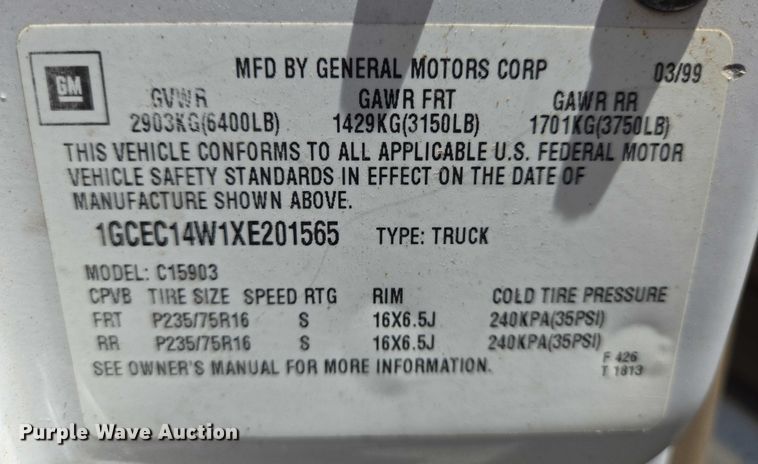 GM
MFD BY GENERAL MOTORS CORP 03/99
GVWR GAWR FRT GAWR RR
2903KG(6400LB) 1429KG(3150LB) 1701KG(3750LB)
THIS VEHICLE CONFORMS TO ALL APPLICABLE U.S. FEDERAL MOTOR
VEHICLE SAFETY STANDARDS IN EFFECT ON THE DATE OF
MANUFACTURE SHOWN ABOVE.
1GCEC14W1XE201565 TYPE: TRUCK
MODEL: C15903
CPVB TIRE SIZE SPEED RTG RIM COLD TIRE PRESSURE
FRT P235/75R16 S 16X6.5J 240KPA(35PSI)
RR P235/75R16 S 16X6.5J 240KPA(35PSI)
SEE OWNER'S MANUAL FOR MORE INFORMATION.
F 426
T 1813
Purple Wave Auction